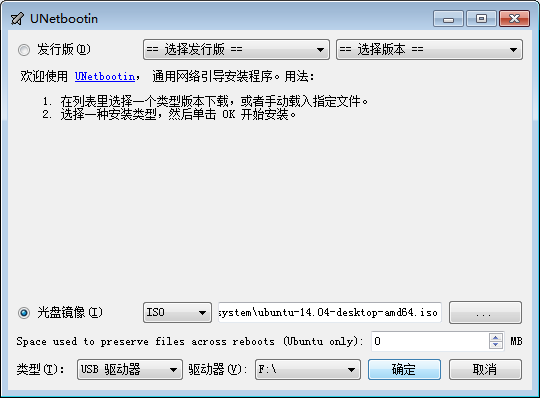 UNetbootin
发行版(D)
== 选择发行版 ==
== 选择版本 ==
欢迎使用 UNetbootin, 通用网络引导安装程序。用法:
1. 在列表里选择一个类型版本下载，或者手动载入指定文件。
2. 选择一种安装类型，然后单击 OK 开始安装。
光盘镜像(I)
ISO
system\ubuntu-14.04-desktop-amd64.iso
...
Space used to preserve files across reboots (Ubuntu only):
0
MB
类型(T):
USB 驱动器
驱动器(V):
F:\
确定
取消